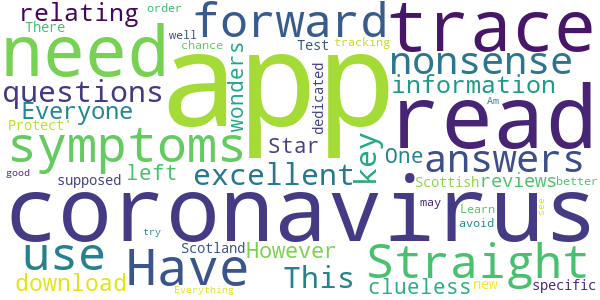 relating order forward trace
There need well chance Test tracking nonsense
questions app wonders dedicated information
Everyone read
Protect' symptoms Star key One answers Am
good supposed left excellent Scottish reviews better
coronavirus may Learn avoid see
use try Scotland However Straight
download Have Everything This clueless new specific